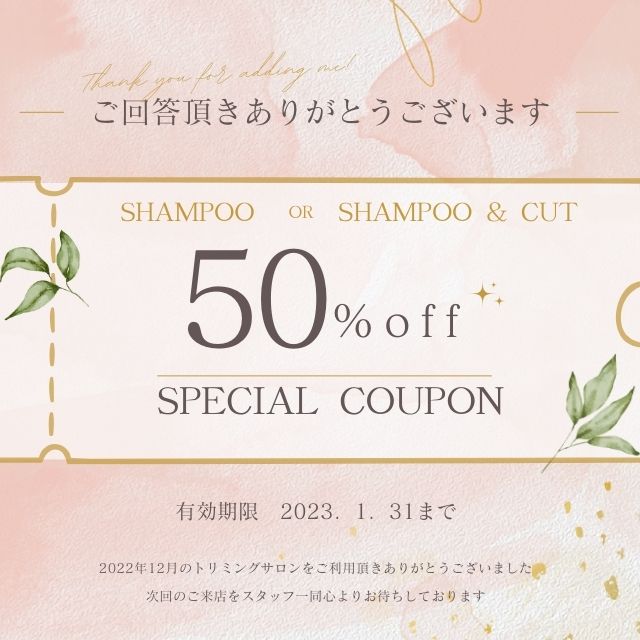 Thank you for adding me!
ご回答頂きありがとうございます
SHAMPOO OR SHAMPOO & CUT
50%off
SPECIAL COUPON
有効期限 2023. 1. 31まで
2022年12月のトリミングサロンをご利用頂きありがとうございました
次回のご来店をスタッフ一同心よりお待ちしております